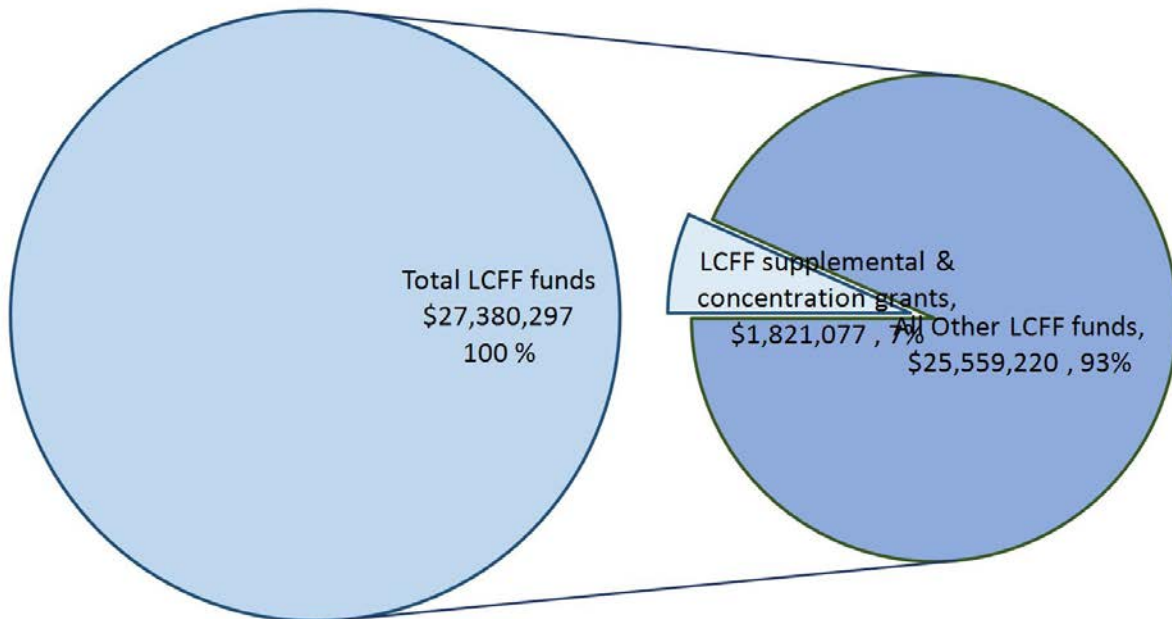 Total LCFF funds
$27,380,297
100 %
LCFF supplemental &
concentration grants,
$1,821,077 , 7%
All Other LCFF funds,
$25,559,220 , 93%